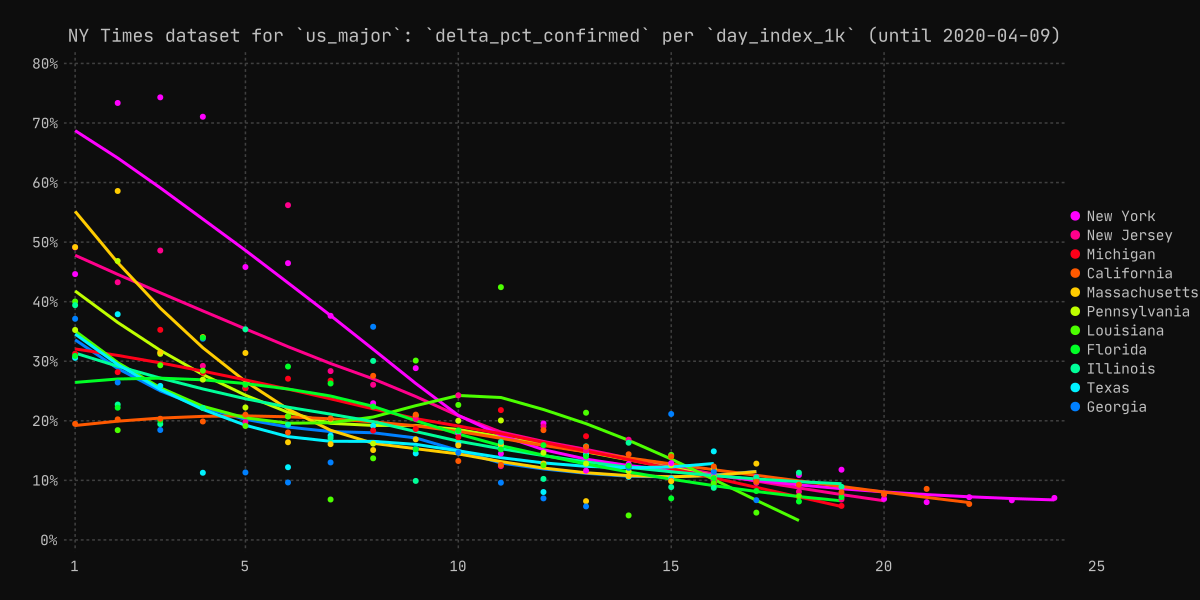 NY Times dataset for `us_major`: `delta_pct_confirmed` per `day_index_1k` (until 2020-04-09)
80%
70%
60%
50%
40%
30%
20%
10%
0%
1 5 10 15 20 25
New York
New Jersey
Michigan
California
Massachusetts
Pennsylvania
Louisiana
Florida
Illinois
Texas
Georgia